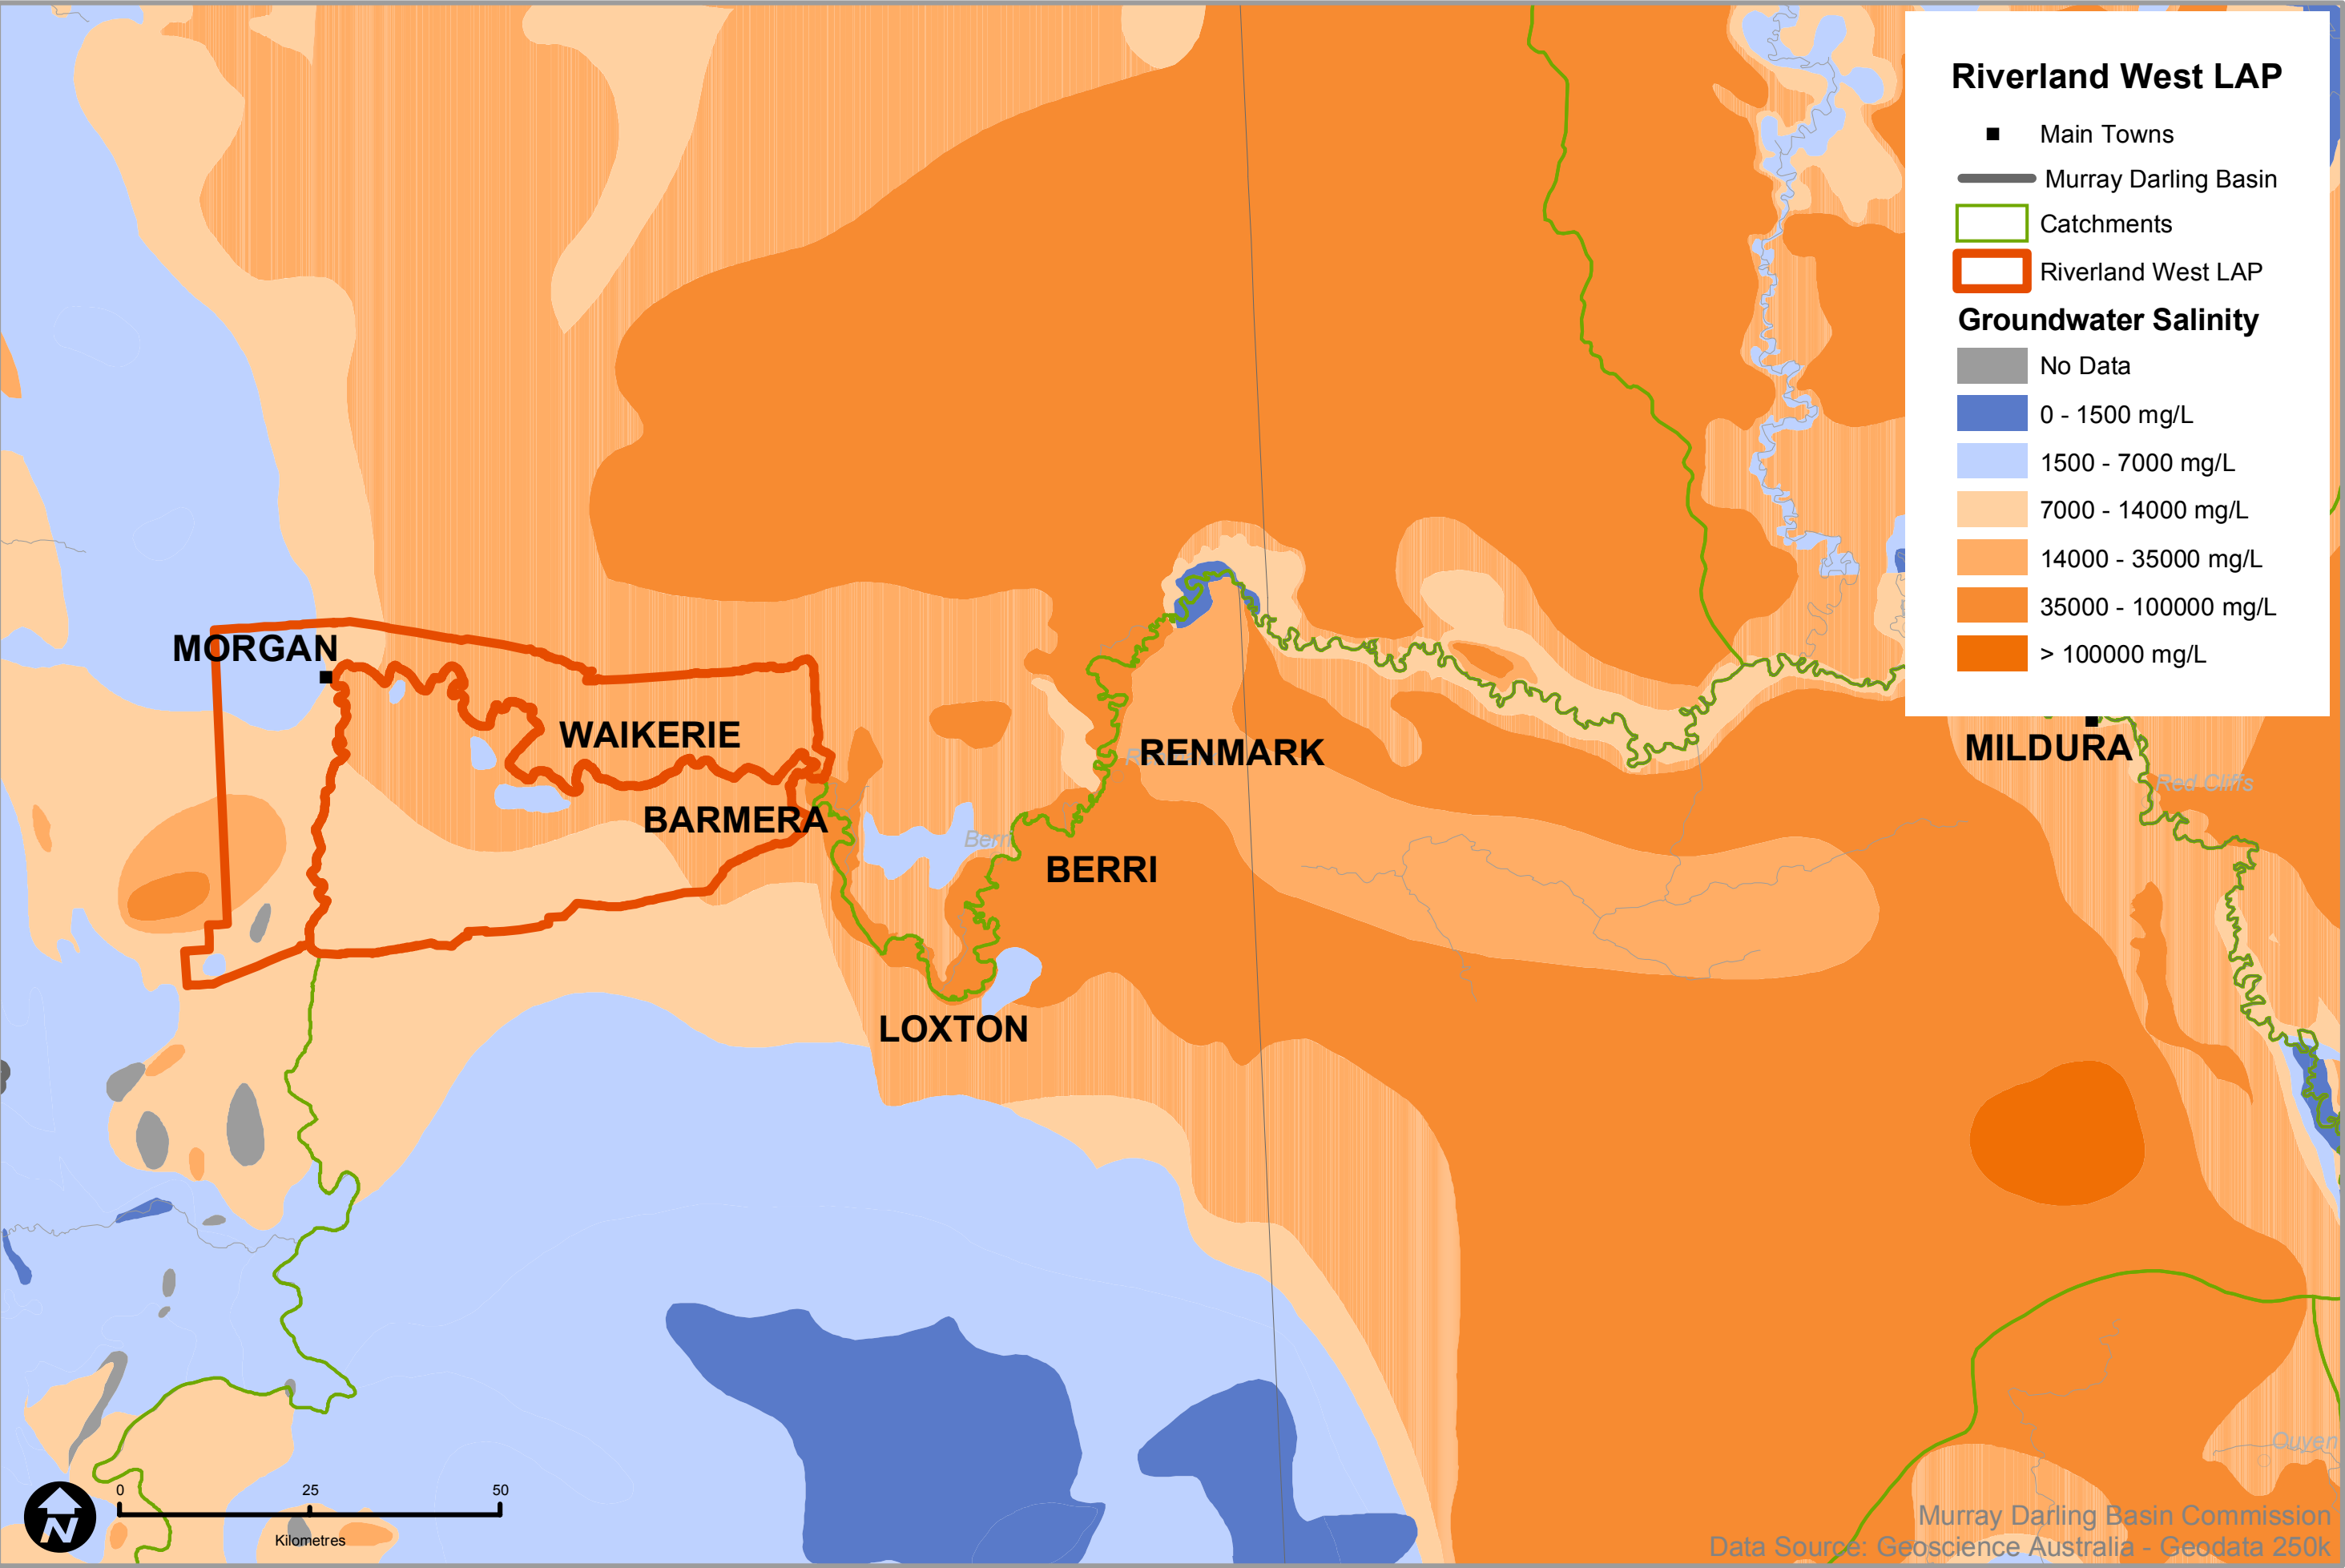 Riverland West LAP
Main Towns
Murray Darling Basin
Catchments
Riverland West LAP
Groundwater Salinity
No Data
0 - 1500 mg/L
1500 - 7000 mg/L
7000 - 14000 mg/L
14000 - 35000 mg/L
35000 - 100000 mg/L
> 100000 mg/L
MORGAN
WAIKERIE
RENMARK
MILDURA
Red Cliffs
BARMERA
Berri
BERRI
LOXTON
Ouyen
0 25 50
Kilometres
N
Murray Darling Basin Commission
Data Source: Geoscience Australia - Geodata 250k